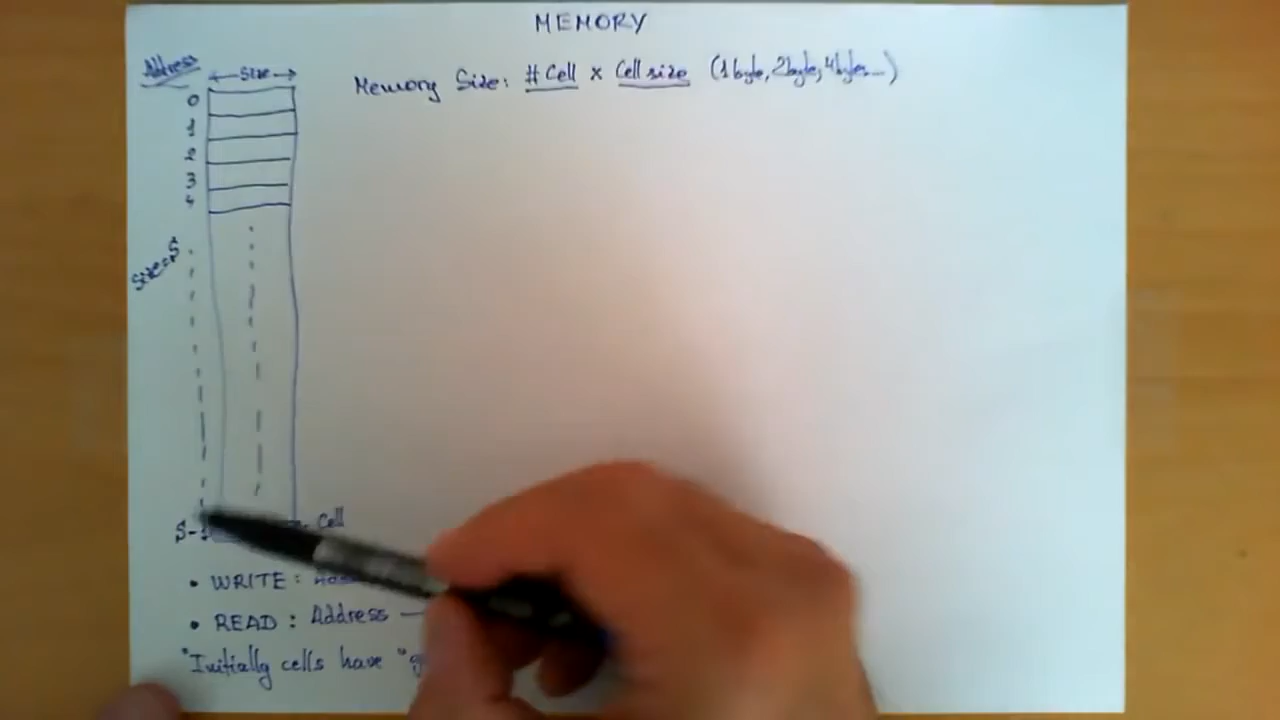 MEMORY
Address
Size
Memory Size: # Cell x Cell size (1 byte, 2 byte, 4 bytes...)
0
1
2
3
4
Size=S
S-1
Cell
• WRITE:
• READ: Address —
"Initially cells have "g